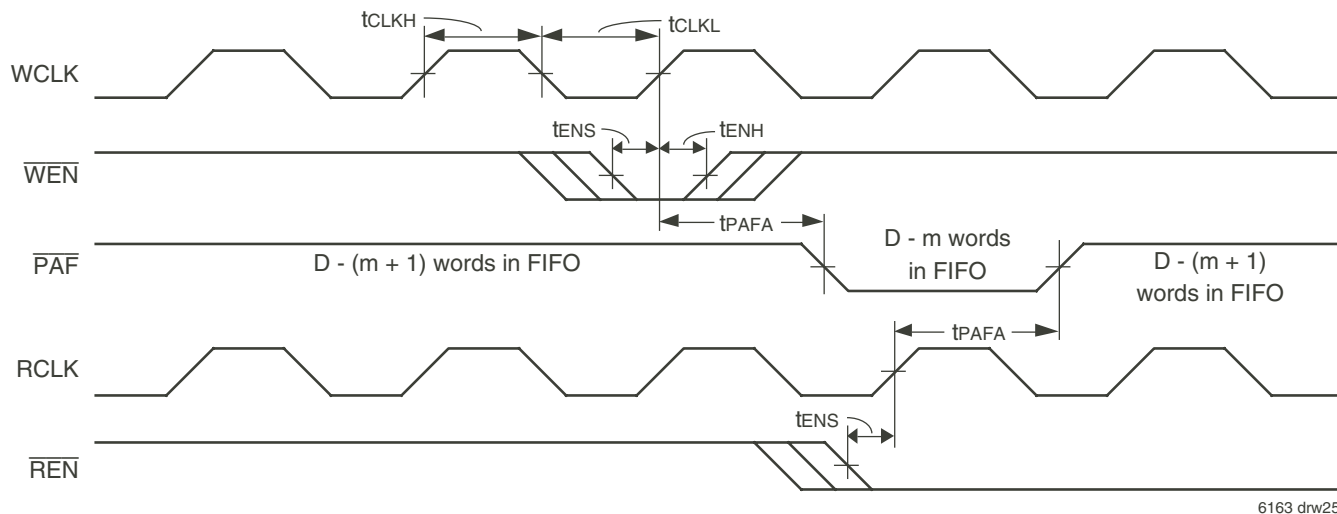 tCLKH
tCLKL
WCLK
tENS
tENH
WEN
tPAFA
PAF
D - (m + 1) words in FIFO
D - m words
in FIFO
D - (m + 1)
words in FIFO
tPAFA
RCLK
tENS
REN
6163 drw25